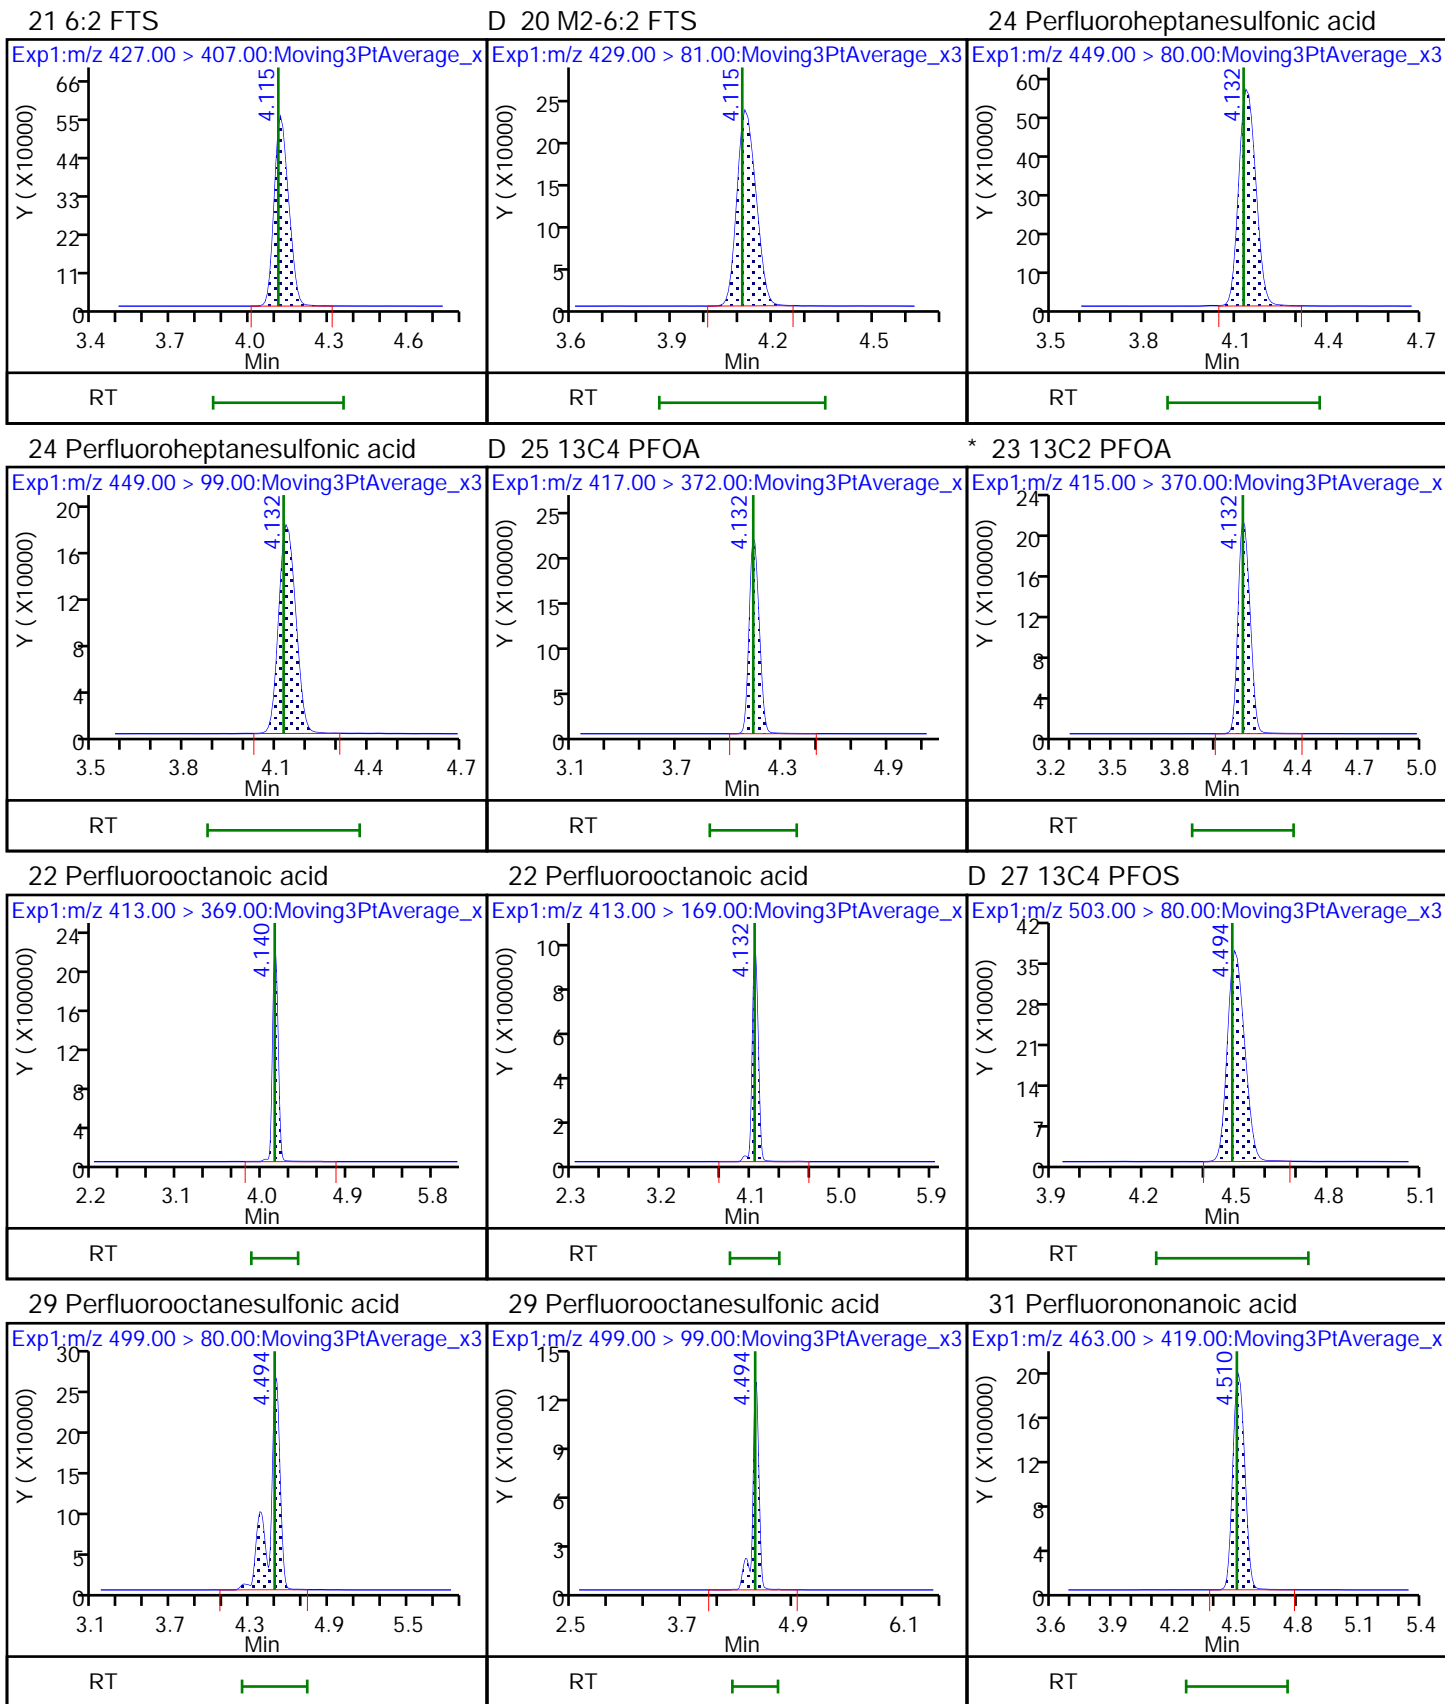 21 6:2 FTS
Exp1:m/z 427.00 > 407.00:Moving3PtAverage_x
4.115
Y ( X10000)
66
55
44
33
22
11
0
3.4 3.7 4.0 4.3 4.6
Min
RT
D 20 M2-6:2 FTS
Exp1:m/z 429.00 > 81.00:Moving3PtAverage_x3
4.115
Y ( X10000)
25
20
15
10
5
0
3.6 3.9 4.2 4.5
Min
RT
24 Perfluoroheptanesulfonic acid
Exp1:m/z 449.00 > 80.00:Moving3PtAverage_x3
4.132
Y ( X10000)
60
50
40
30
20
10
0
3.5 3.8 4.1 4.4 4.7
Min
RT
24 Perfluoroheptanesulfonic acid
Exp1:m/z 449.00 > 99.00:Moving3PtAverage_x3
4.132
Y ( X10000)
20
16
12
8
4
0
3.5 3.8 4.1 4.4 4.7
Min
RT
D 25 13C4 PFOA
Exp1:m/z 417.00 > 372.00:Moving3PtAverage_x
4.132
Y ( X100000)
25
20
15
10
5
0
3.1 3.7 4.3 4.9
Min
RT
* 23 13C2 PFOA
Exp1:m/z 415.00 > 370.00:Moving3PtAverage_x
4.132
Y ( X100000)
24
20
16
12
8
4
0
3.2 3.5 3.8 4.1 4.4 4.7 5.0
Min
RT
22 Perfluorooctanoic acid
Exp1:m/z 413.00 > 369.00:Moving3PtAverage_x
4.140
Y ( X100000)
24
20
16
12
8
4
0
2.2 3.1 4.0 4.9 5.8
Min
RT
22 Perfluorooctanoic acid
Exp1:m/z 413.00 > 169.00:Moving3PtAverage_x
4.132
Y ( X100000)
10
8
6
4
2
0
2.3 3.2 4.1 5.0 5.9
Min
RT
D 27 13C4 PFOS
Exp1:m/z 503.00 > 80.00:Moving3PtAverage_x3
4.494
Y ( X10000)
42
35
28
21
14
7
0
3.9 4.2 4.5 4.8 5.1
Min
RT
29 Perfluorooctanesulfonic acid
Exp1:m/z 499.00 > 80.00:Moving3PtAverage_x3
4.494
Y ( X100000)
30
25
20
15
10
5
0
3.1 3.7 4.3 4.9 5.5
Min
RT
29 Perfluorooctanesulfonic acid
Exp1:m/z 499.00 > 99.00:Moving3PtAverage_x3
4.494
Y ( X10000)
15
12
9
6
3
0
2.5 3.7 4.9 6.1
Min
RT
31 Perfluorononanoic acid
Exp1:m/z 463.00 > 419.00:Moving3PtAverage_x
4.510
Y ( X100000)
20
16
12
8
4
0
3.6 3.9 4.2 4.5 4.8 5.1 5.4
Min
RT